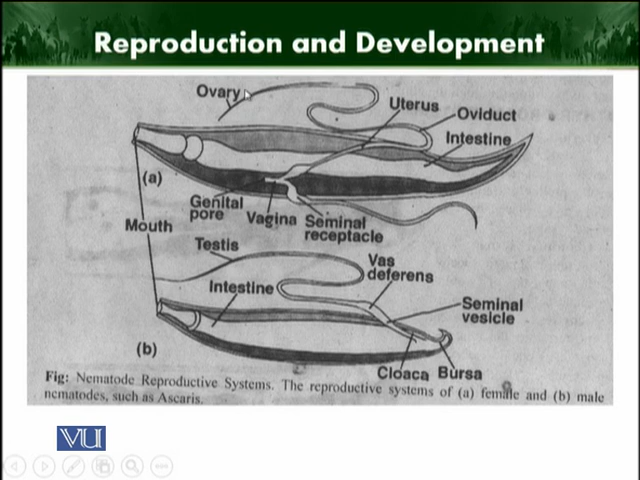 Reproduction and Development
Ovary
Uterus
Oviduct
Intestine
(a)
Genital
pore
Vagina
Seminal
receptacle
Mouth
Testis
Vas
deferens
Intestine
Seminal
vesicle
(b)
Cloaca
Bursa
Fig: Nematode Reproductive Systems. The reproductive systems of (a) female and (b) male
nematodes, such as Ascaris.
VU